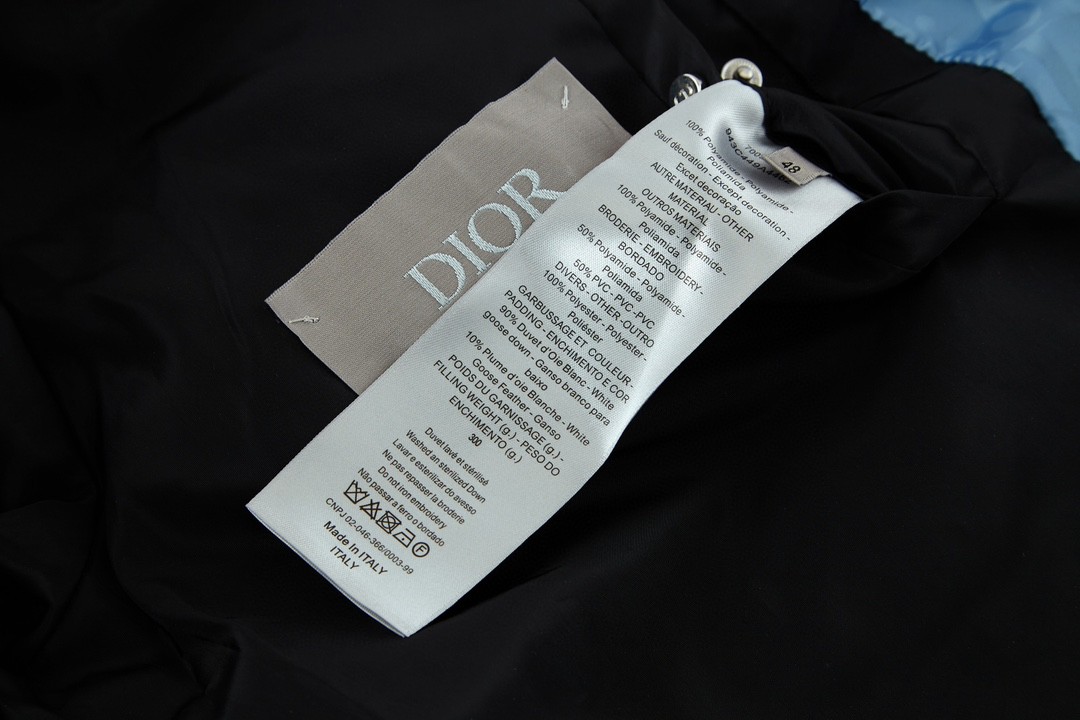 DIOR
48
100% Polyamide - Polyamide -
Poliamida
Sauf décoration - Except decoration -
Excet decoração
AUTRE MATERIAU - OTHER
MATERIAL
OUTROS MATERIAIS
100% Polyamide - Polyamide -
Poliamida
BRODERIE - EMBROIDERY -
BORDADO
50% Polyamide - Polyamide -
Poliamida
50% PVC - PVC -PVC
DIVERS - OTHER -OUTRO
100% Polyester - Polyester-
Poliéster
GARBUSSAGE ET COULEUR -
PADDING - ENCHIMENTO E COR
90% Duvet d'Oie Blanc - White
goose down - Ganso branco para
baixo
10% Plume d'oie Blanche - White
Goose Feather - Ganso
POIDS DU GARNISSAGE (g.) -
FILLING WEIGHT (g.) - PESO DO
ENCHIMENTO (g.)
300
Duvet lavé et stérilisé
Washed an sterilized Down
Lavar e esterilizar do avesso
Ne pas repasser la broderie
Do not iron embroidery
Não passar a ferro o bordado
F
CNPJ 02-046-366/0003-99
Made in ITALY
ITALY